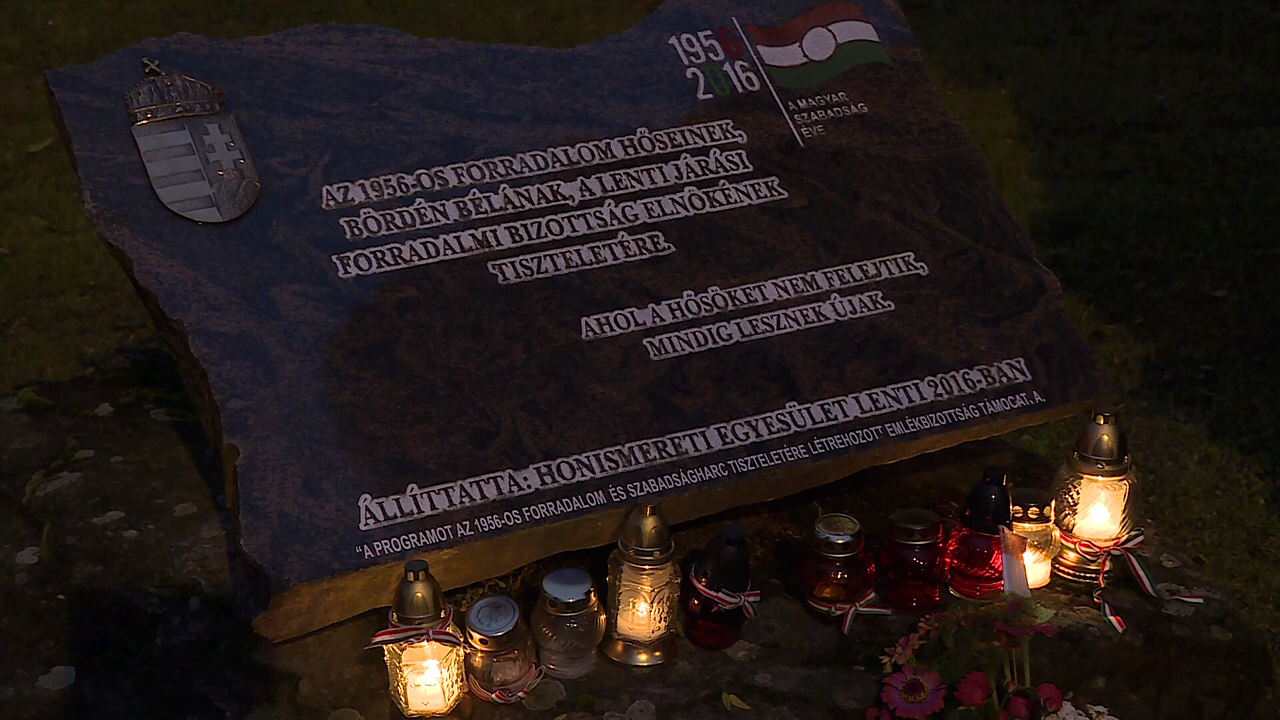 1956
2016
A MAGYAR
SZABADSÁG
ÉVE
AZ 1956-OS FORRADALOM HŐSEINEK,
BÖRDÉN BÉLÁNAK, A LENTI JÁRÁSI
FORRADALMI BIZOTTSÁG ELNÖKÉNEK
TISZTELETÉRE.
AHOL A HŐSÖKET NEM FELEJTIK,
MINDIG LESZNEK ÚJAK.
ÁLLÍTTATTA: HONISMERETI EGYESÜLET LENTI 2016-BAN
“A PROGRAMOT AZ 1956-OS FORRADALOM ÉS SZABADSÁGHARC TISZTELETÉRE LÉTREHOZOTT EMLÉKBIZOTTSÁG TÁMOGAT. A.